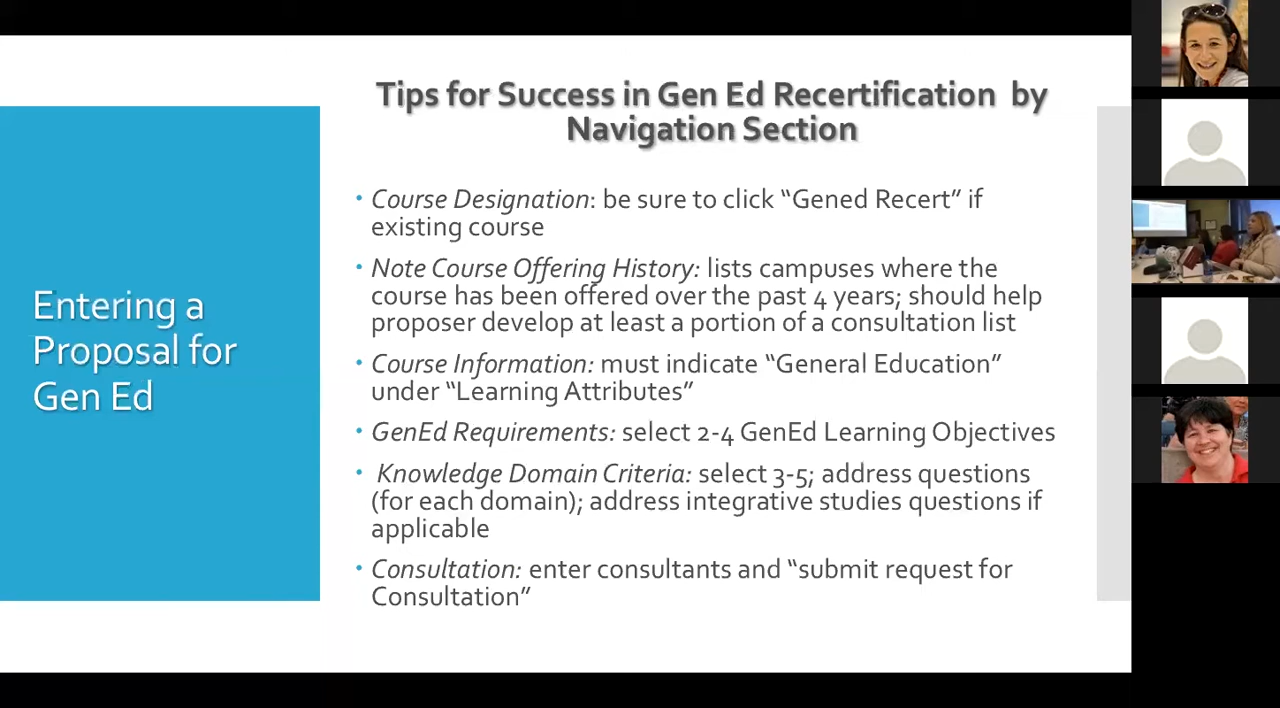 Tips for Success in Gen Ed Recertification by
Navigation Section
Entering a
Proposal for
Gen Ed
• Course Designation: be sure to click “Gened Recert” if
existing course
• Note Course Offering History: lists campuses where the
course has been offered over the past 4 years; should help
proposer develop at least a portion of a consultation list
• Course Information: must indicate “General Education”
under “Learning Attributes”
• GenEd Requirements: select 2-4 GenEd Learning Objectives
• Knowledge Domain Criteria: select 3-5; address questions
(for each domain); address integrative studies questions if
applicable
• Consultation: enter consultants and “submit request for
Consultation”